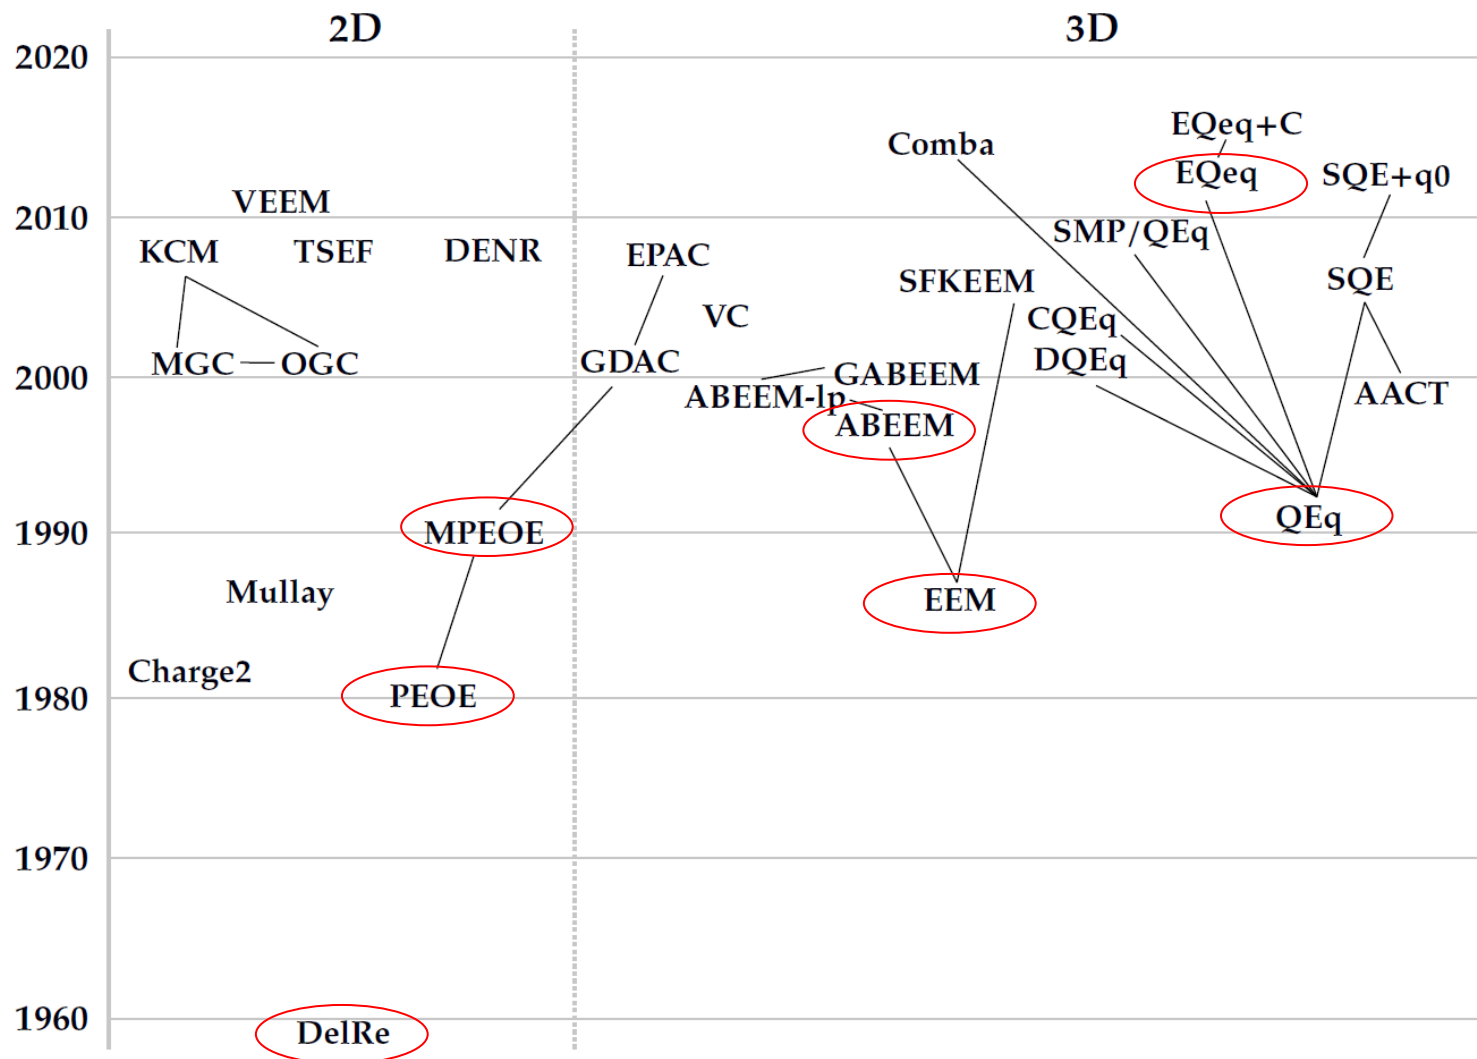 2D
3D
2020
EQeq+C
Comba
EQeq
SQE+q0
VEEM
2010
SMP/QEq
KCM
TSEF
DENR
EPAC
SFKEEM
SQE
VC
CQEq
MGC
OGC
GDAC
DQEq
2000
GABEEM
ABEEM-lp
AACT
ABEEM
QEq
1990
MPEOE
Mullay
EEM
Charge2
1980
PEOE
1970
1960
DelRe